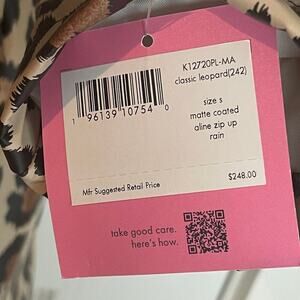 K12720PL-MA
classic leopard(242)
1 96139 10754 0
size s
matte coated
aline zip up
rain
Mfr Suggested Retail Price
$248.00
take good care.
here's how.